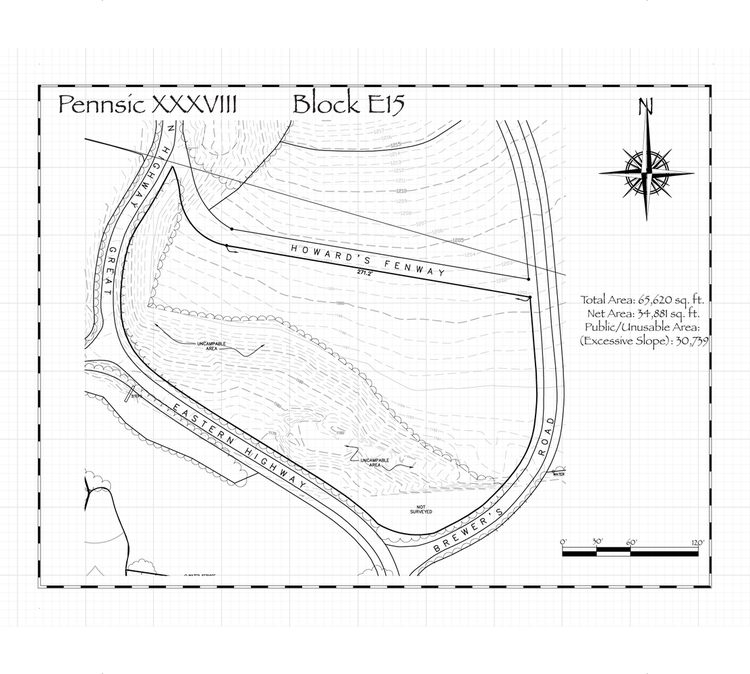 Pennsic XXXVIII
Block E15
N
N HIGHWAY
GREAT
HOWARD'S FENWAY
271.2'
Total Area: 65,620 sq. ft.
Net Area: 34,881 sq. ft.
Public/Unusable Area:
(Excessive Slope): 30,739
UNCAMPABLE
AREA
EASTERN HIGHWAY
UNCAMPABLE
AREA
NOT
SURVEYED
BREWER'S
ROAD
WATER
0'
30'
60'
120'